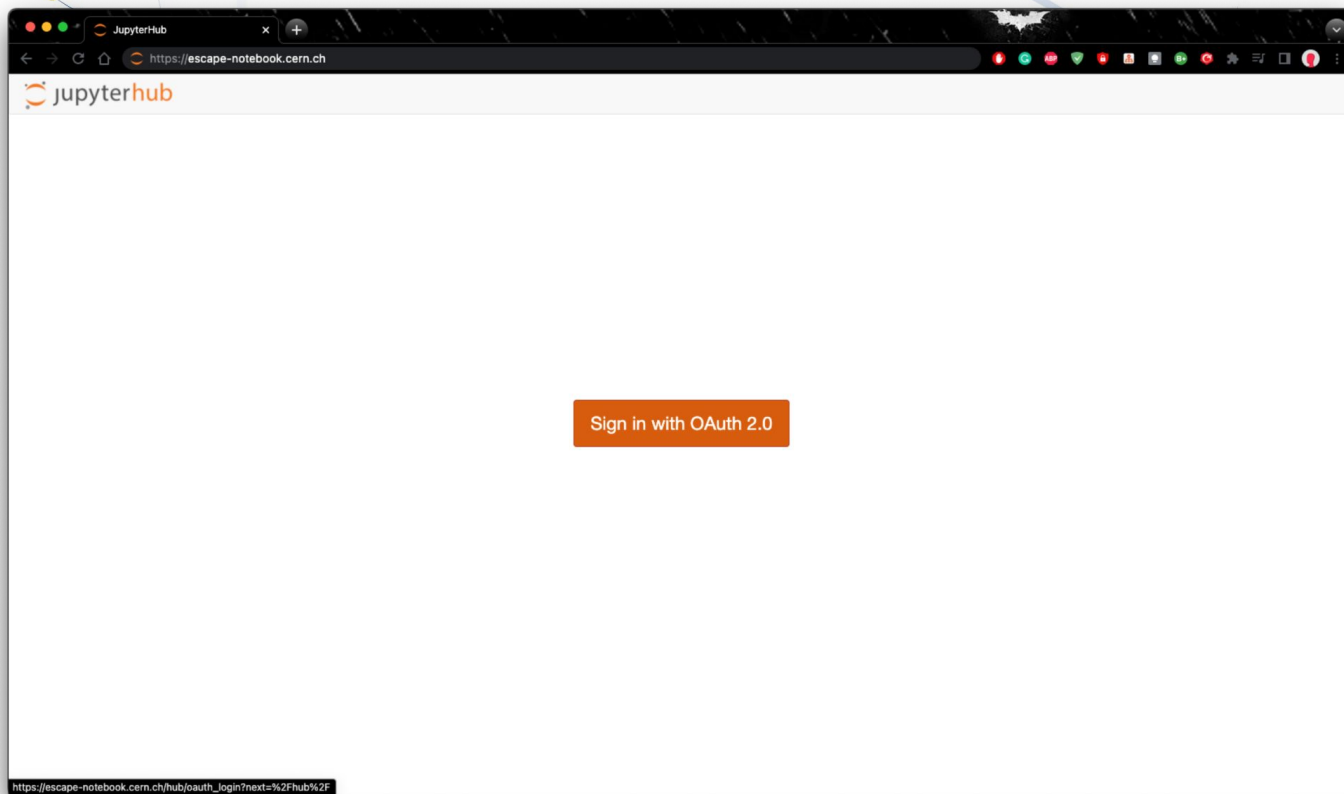 JupyterHub
https://escape-notebook.cern.ch
ABP
B+
jupyterhub
Sign in with OAuth 2.0
https://escape-notebook.cern.ch/hub/oauth_login?next=%2Fhub%2F